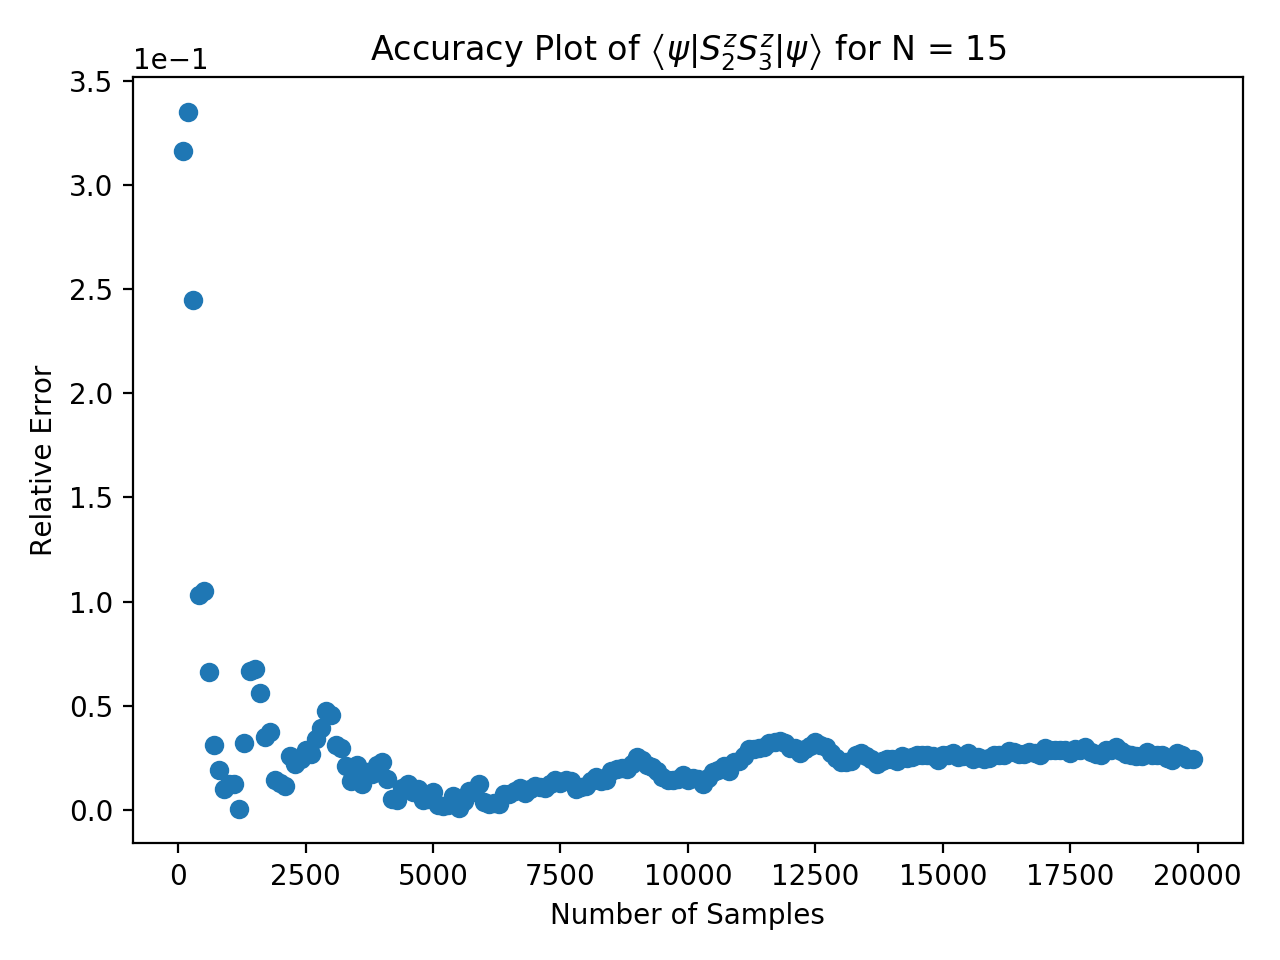 Accuracy Plot of ⟨ψ|S₂ᶻS₃ᶻ|ψ⟩ for N = 15
1e−1
3.5
3.0
2.5
2.0
1.5
1.0
0.5
0.0
Relative Error
0 2500 5000 7500 10000 12500 15000 17500 20000
Number of Samples